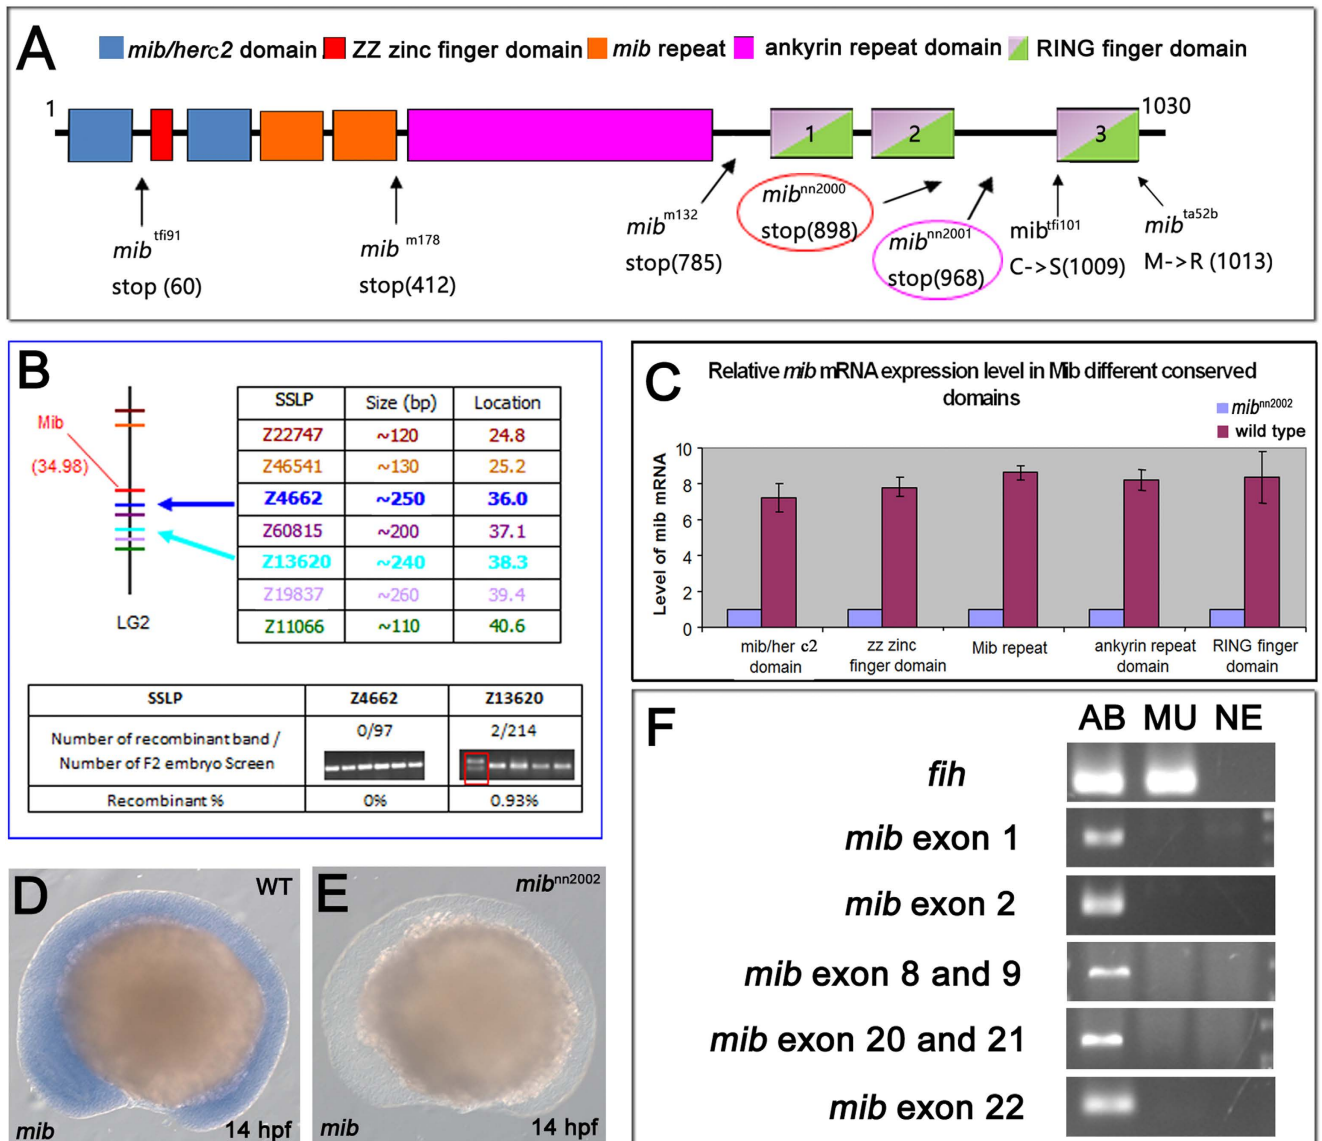 A
mib/herc2 domain ZZ zinc finger domain mib repeat ankyrin repeat domain RING finger domain
1
1030
1 2 3
mib tfi91
stop (60)
mib m178
stop(412)
mib m132
stop(785)
mib nn2000
stop(898)
mib nn2001
stop(968)
mib tfi101
C->S(1009)
mib ta52b
M->R (1013)
B
Mib
(34.98)
LG2
SSLP Size (bp) Location
Z22747 ~120 24.8
Z46541 ~130 25.2
Z4662 ~250 36.0
Z60815 ~200 37.1
Z13620 ~240 38.3
Z19837 ~260 39.4
Z11066 ~110 40.6
SSLP Z4662 Z13620
Number of recombinant band /
Number of F2 embryo Screen
0/97 2/214
Recombinant % 0% 0.93%
C
Relative mib mRNA expression level in Mib different conserved
domains
mib nn2002
wild type
Level of mib mRNA
10
8
6
4
2
0
mib/her c2
domain
zz zinc
finger domain
Mib repeat
ankyrin repeat
domain
RING finger
domain
D
WT
mib
14 hpf
E
mib nn2002
mib
14 hpf
F
AB MU NE
fih
mib exon 1
mib exon 2
mib exon 8 and 9
mib exon 20 and 21
mib exon 22